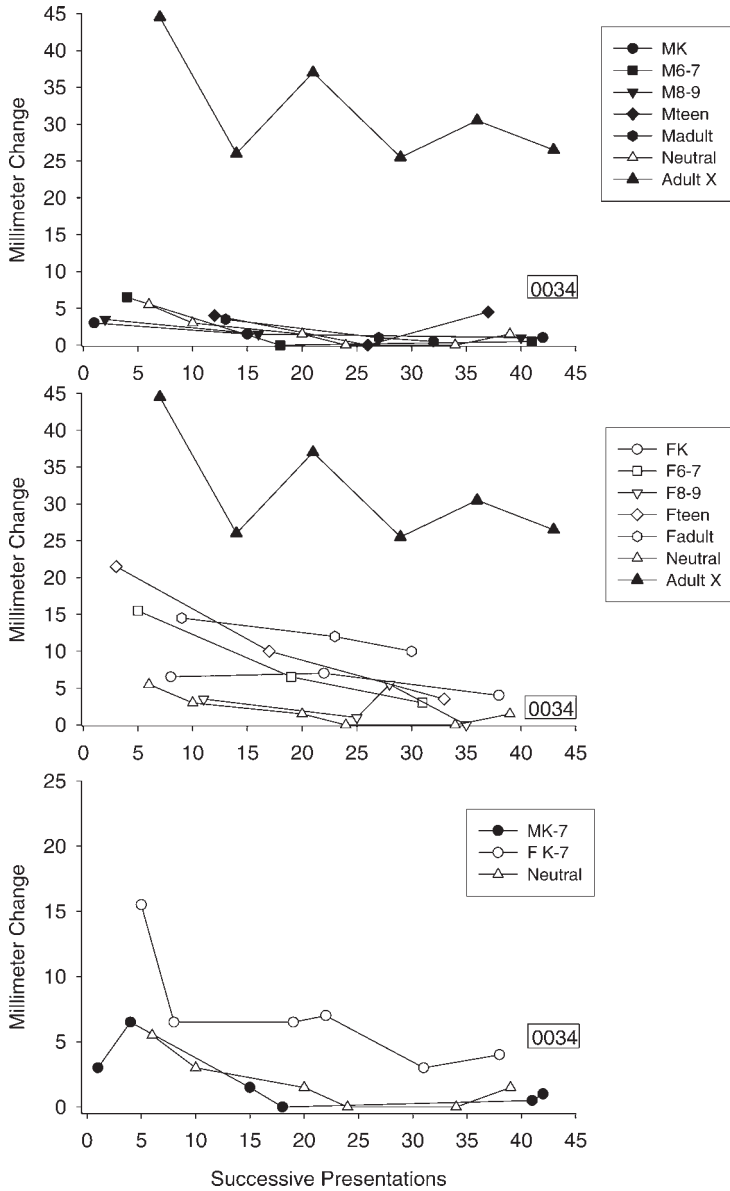 45
40
35
30
25
20
15
10
5
0
Millimeter Change
0 5 10 15 20 25 30 35 40 45
MK
M6-7
M8-9
Mteen
Madult
Neutral
Adult X
0034
45
40
35
30
25
20
15
10
5
0
Millimeter Change
0 5 10 15 20 25 30 35 40 45
FK
F6-7
F8-9
Fteen
Fadult
Neutral
Adult X
0034
25
20
15
10
5
0
Millimeter Change
0 5 10 15 20 25 30 35 40 45
MK-7
F K-7
Neutral
0034
Successive Presentations